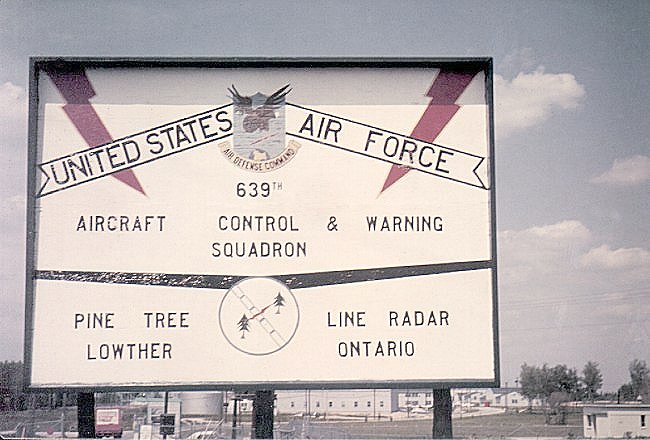 UNITED STATES AIR FORCE
AIR DEFENSE COMMAND
639TH
AIRCRAFT CONTROL & WARNING
SQUADRON
PINE TREE LINE RADAR
LOWTHER ONTARIO